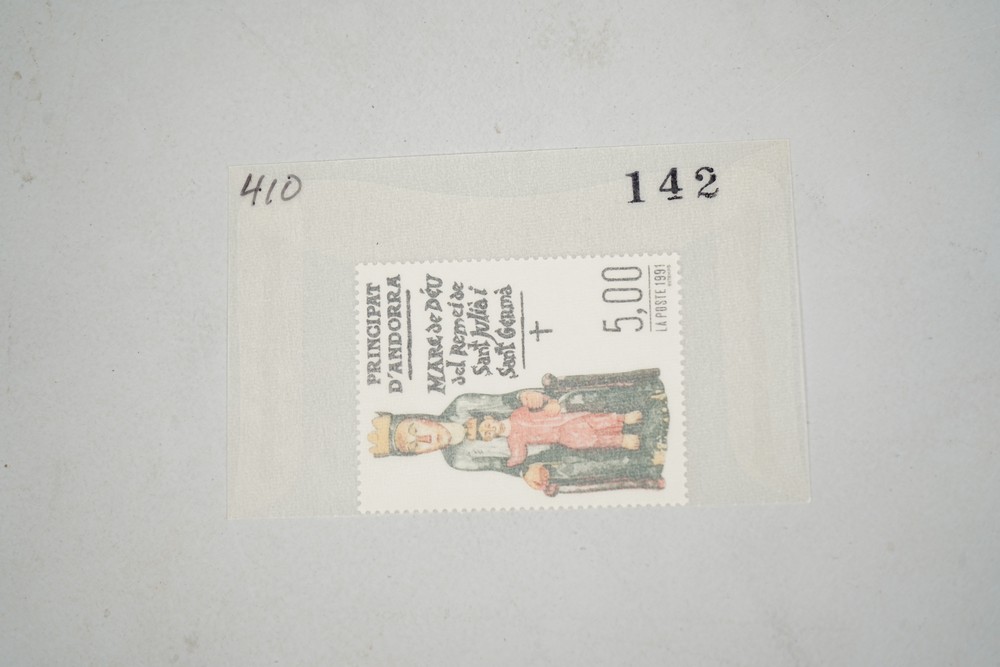 410
142
PRINCIPAT
D'ANDORRA
MARE de DÉU
del Remei de
Sant Julià i
Sant Germà
5,00
LA POSTE 1991